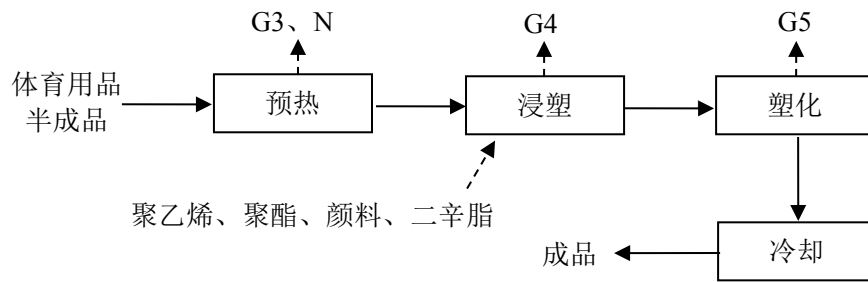 G3、N
G4
G5
体育用品
半成品
预热
浸塑
塑化
聚乙烯、聚酯、颜料、二辛脂
成品
冷却